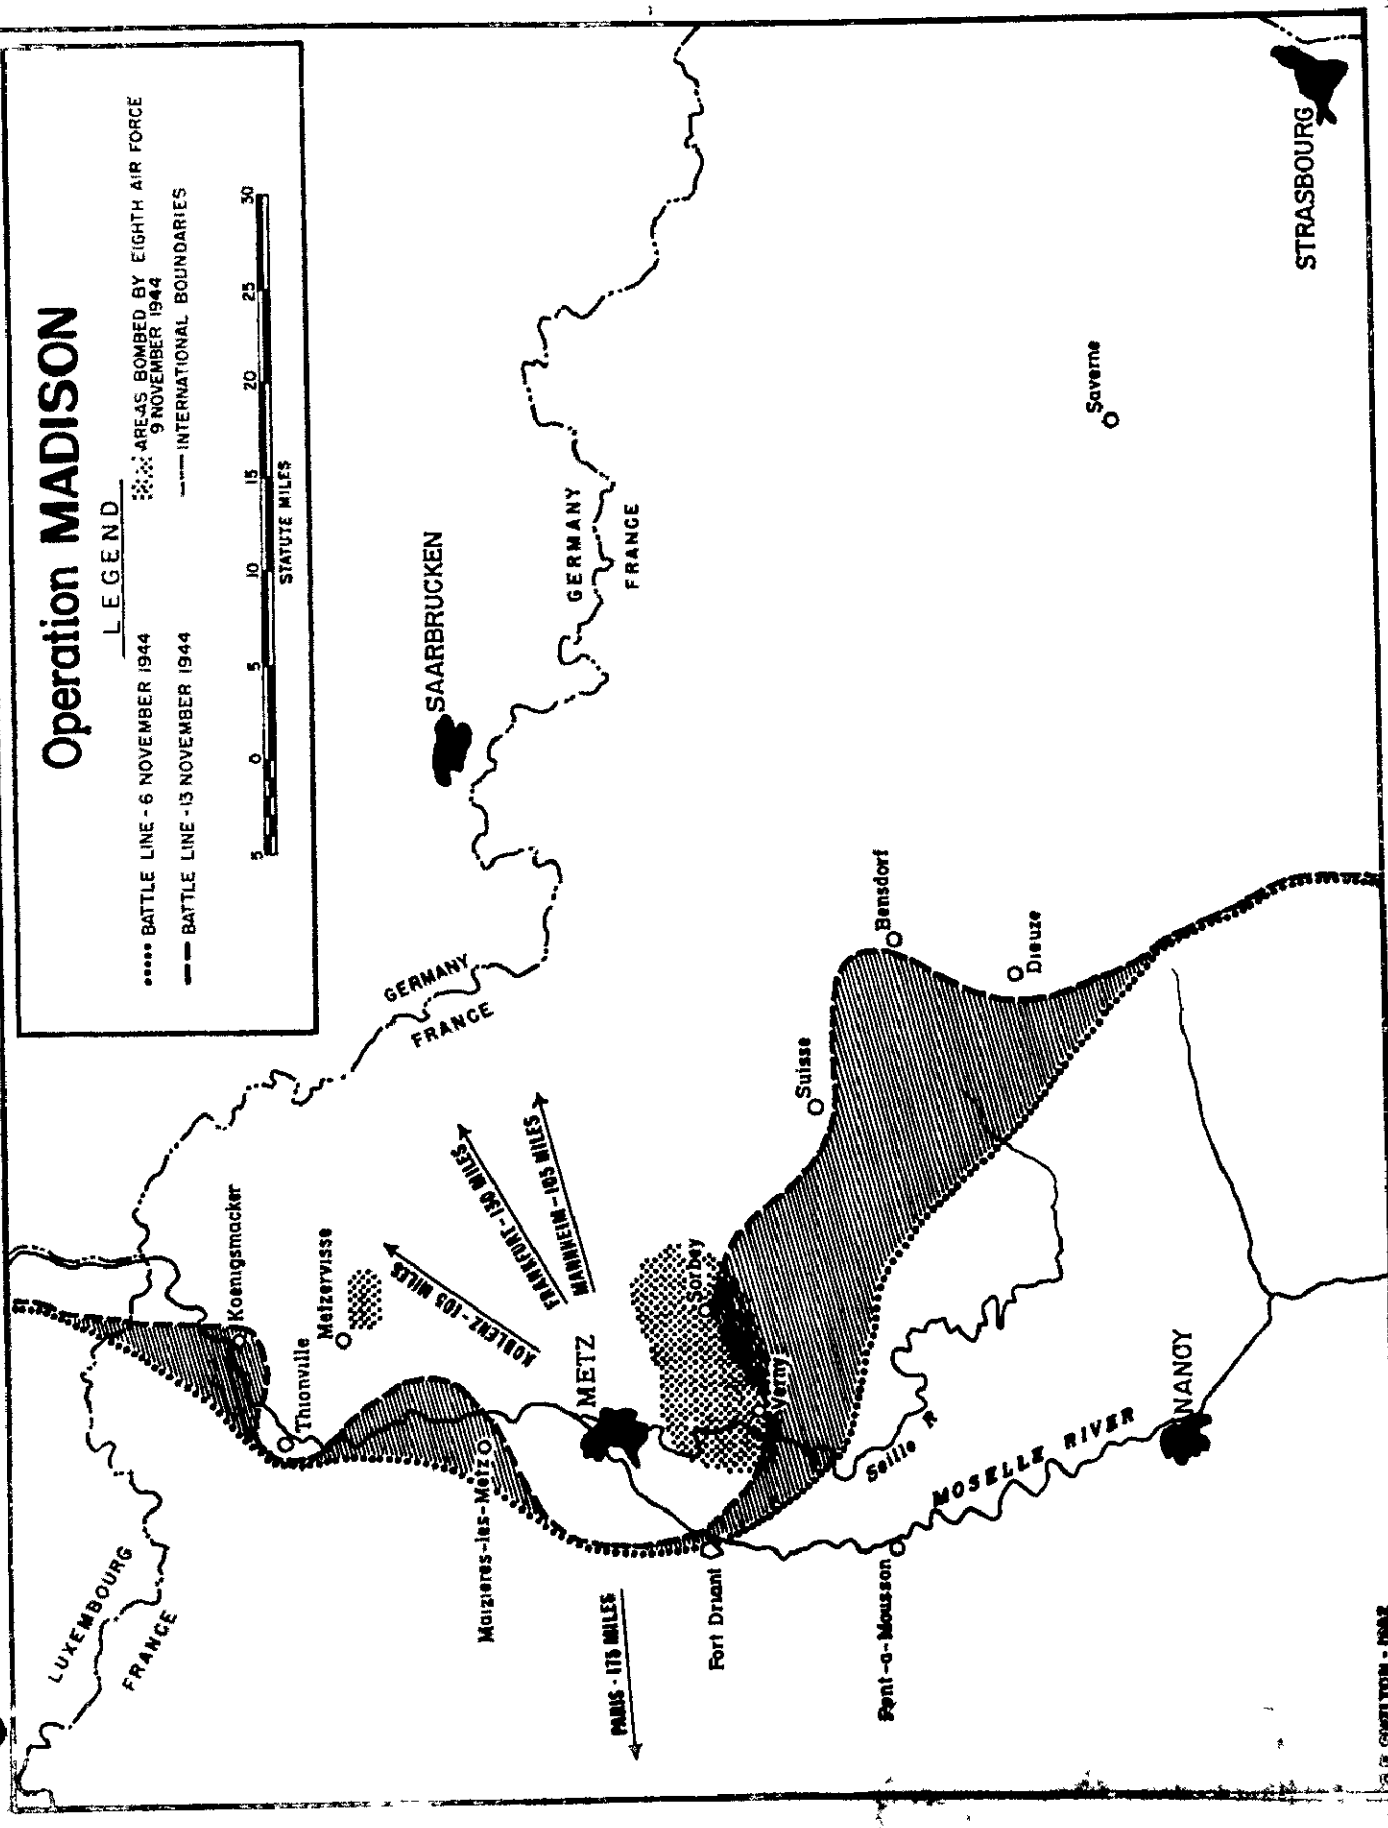 Operation MADISON
LEGEND
BATTLE LINE - 6 NOVEMBER 1944
BATTLE LINE - 13 NOVEMBER 1944
AREAS BOMBED BY EIGHTH AIR FORCE
9 NOVEMBER 1944
INTERNATIONAL BOUNDARIES
5 0 5 10 15 20 25 30
STATUTE MILES
LUXEMBOURG
FRANCE
Koenigsmacker
Thionville
Metzervisse
GERMANY
FRANCE
SAARBRUCKEN
GERMANY
FRANCE
KOBLENZ - 105 MILES
FRANKFURT - 130 MILES
MANNHEIM - 105 MILES
Maizieres-les-Metz
METZ
PARIS - 175 MILES
Fort Driant
Sorbey
Verny
Suisse
Bensdorf
Dieuze
Saverne
STRASBOURG
Pont-a-Mousson
Seille R
MOSELLE RIVER
NANCY